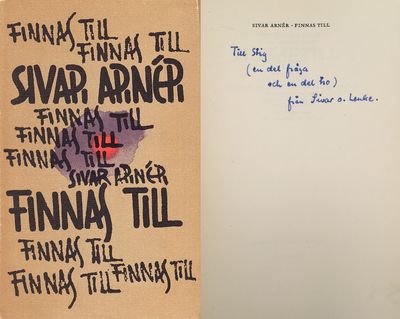 FINNAS TILL
FINNAS TILL
SIVAR ARNÉR
FINNAS TILL
FINNAS TILL
FINNAS TILL
SIVAR ARNÉR
FINNAS TILL
FINNAS TILL
FINNAS TILL
FINNAS TILL
SIVAR ARNÉR · FINNAS TILL
Till Stig
(en del fråga
och en del tro)
från Sivar o. Lenke.